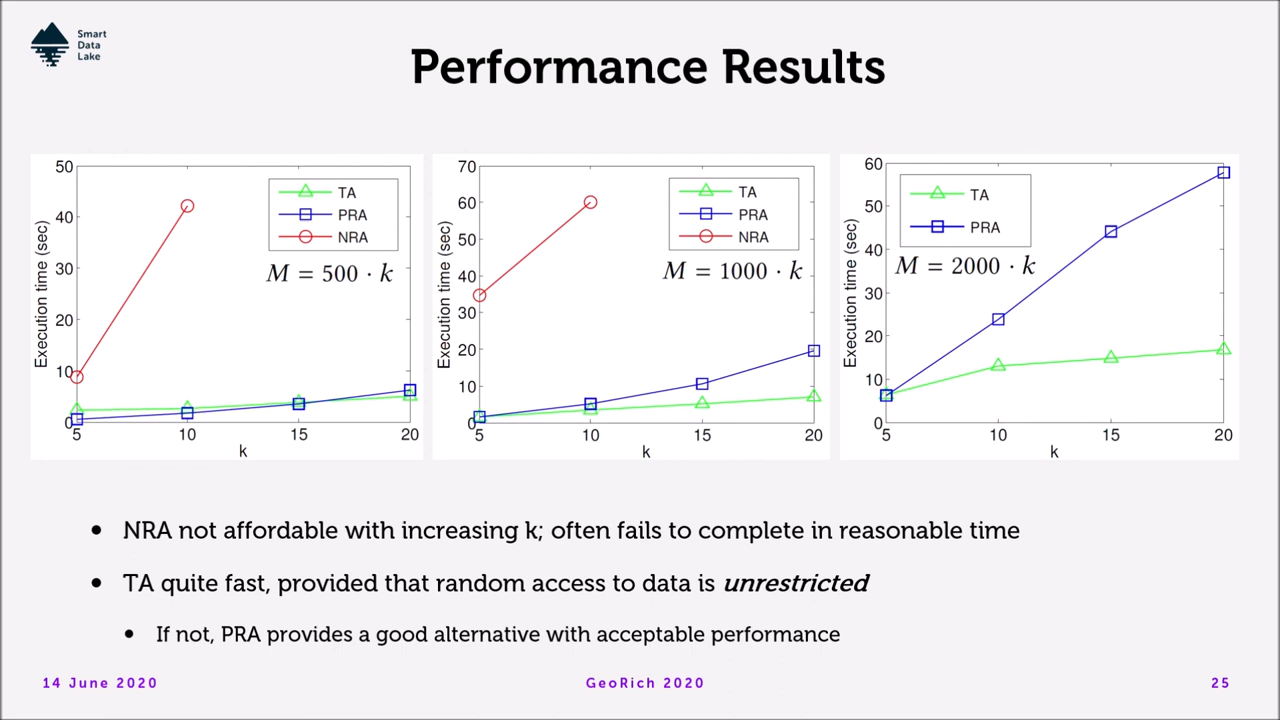 Smart
Data
Lake
Performance Results
50
40
30
20
10
0
5
10
15
20
Execution time (sec)
k
TA
PRA
NRA
M = 500 · k
70
60
50
40
30
20
10
0
5
10
15
20
Execution time (sec)
k
TA
PRA
NRA
M = 1000 · k
60
50
40
30
20
10
0
5
10
15
20
Execution time (sec)
k
TA
PRA
M = 2000 · k
• NRA not affordable with increasing k; often fails to complete in reasonable time
• TA quite fast, provided that random access to data is unrestricted
• If not, PRA provides a good alternative with acceptable performance
14 June 2020
GeoRich 2020
25